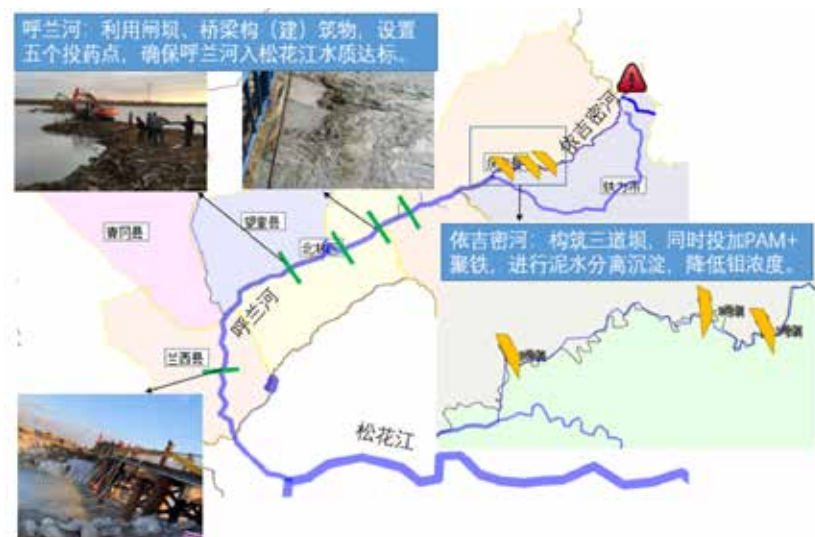 呼兰河：利用闸坝、桥梁构（建）筑物，设置
五个投药点，确保呼兰河入松花江水质达标。
依吉密河
铁力市
望奎县
青冈县
北林
依吉密河：构筑三道坝，同时投加PAM+
聚铁，进行泥水分离沉淀，降低钼浓度。
呼兰河
兰西县
松花江